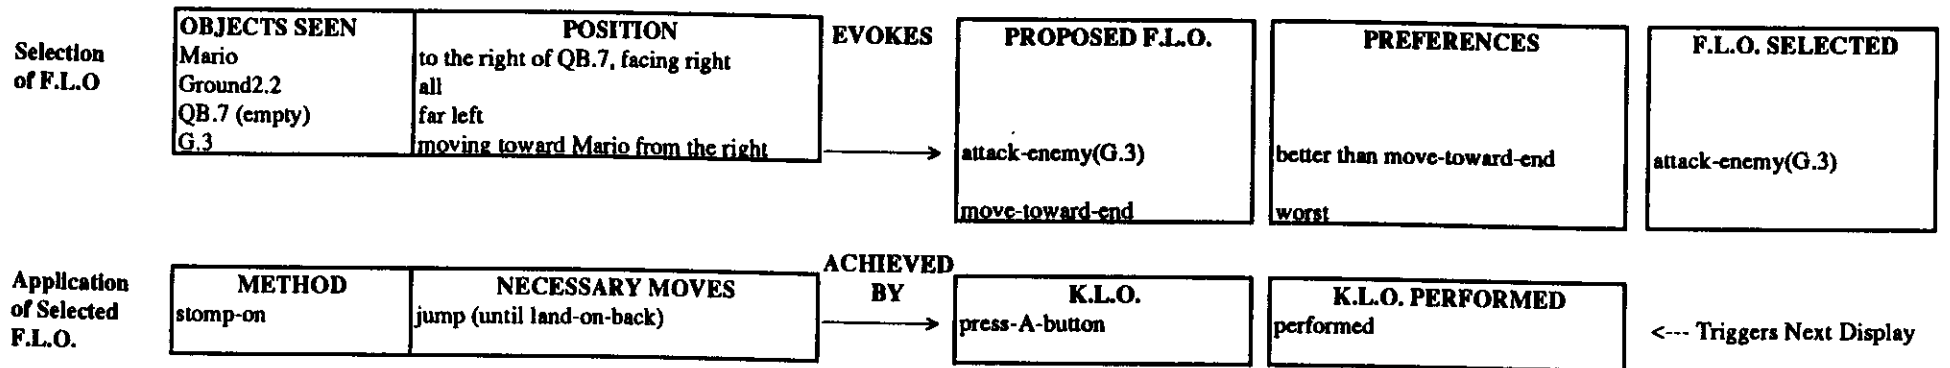 Selection
of F.L.O
OBJECTS SEEN
Mario
Ground2.2
QB.7 (empty)
G.3
POSITION
to the right of QB.7, facing right
all
far left
moving toward Mario from the right
EVOKES
PROPOSED F.L.O.
attack-enemy(G.3)
move-toward-end
PREFERENCES
better than move-toward-end
worst
F.L.O. SELECTED
attack-enemy(G.3)
Application
of Selected
F.L.O.
METHOD
stomp-on
NECESSARY MOVES
jump (until land-on-back)
ACHIEVED
BY
K.L.O.
press-A-button
K.L.O. PERFORMED
performed
<--- Triggers Next Display